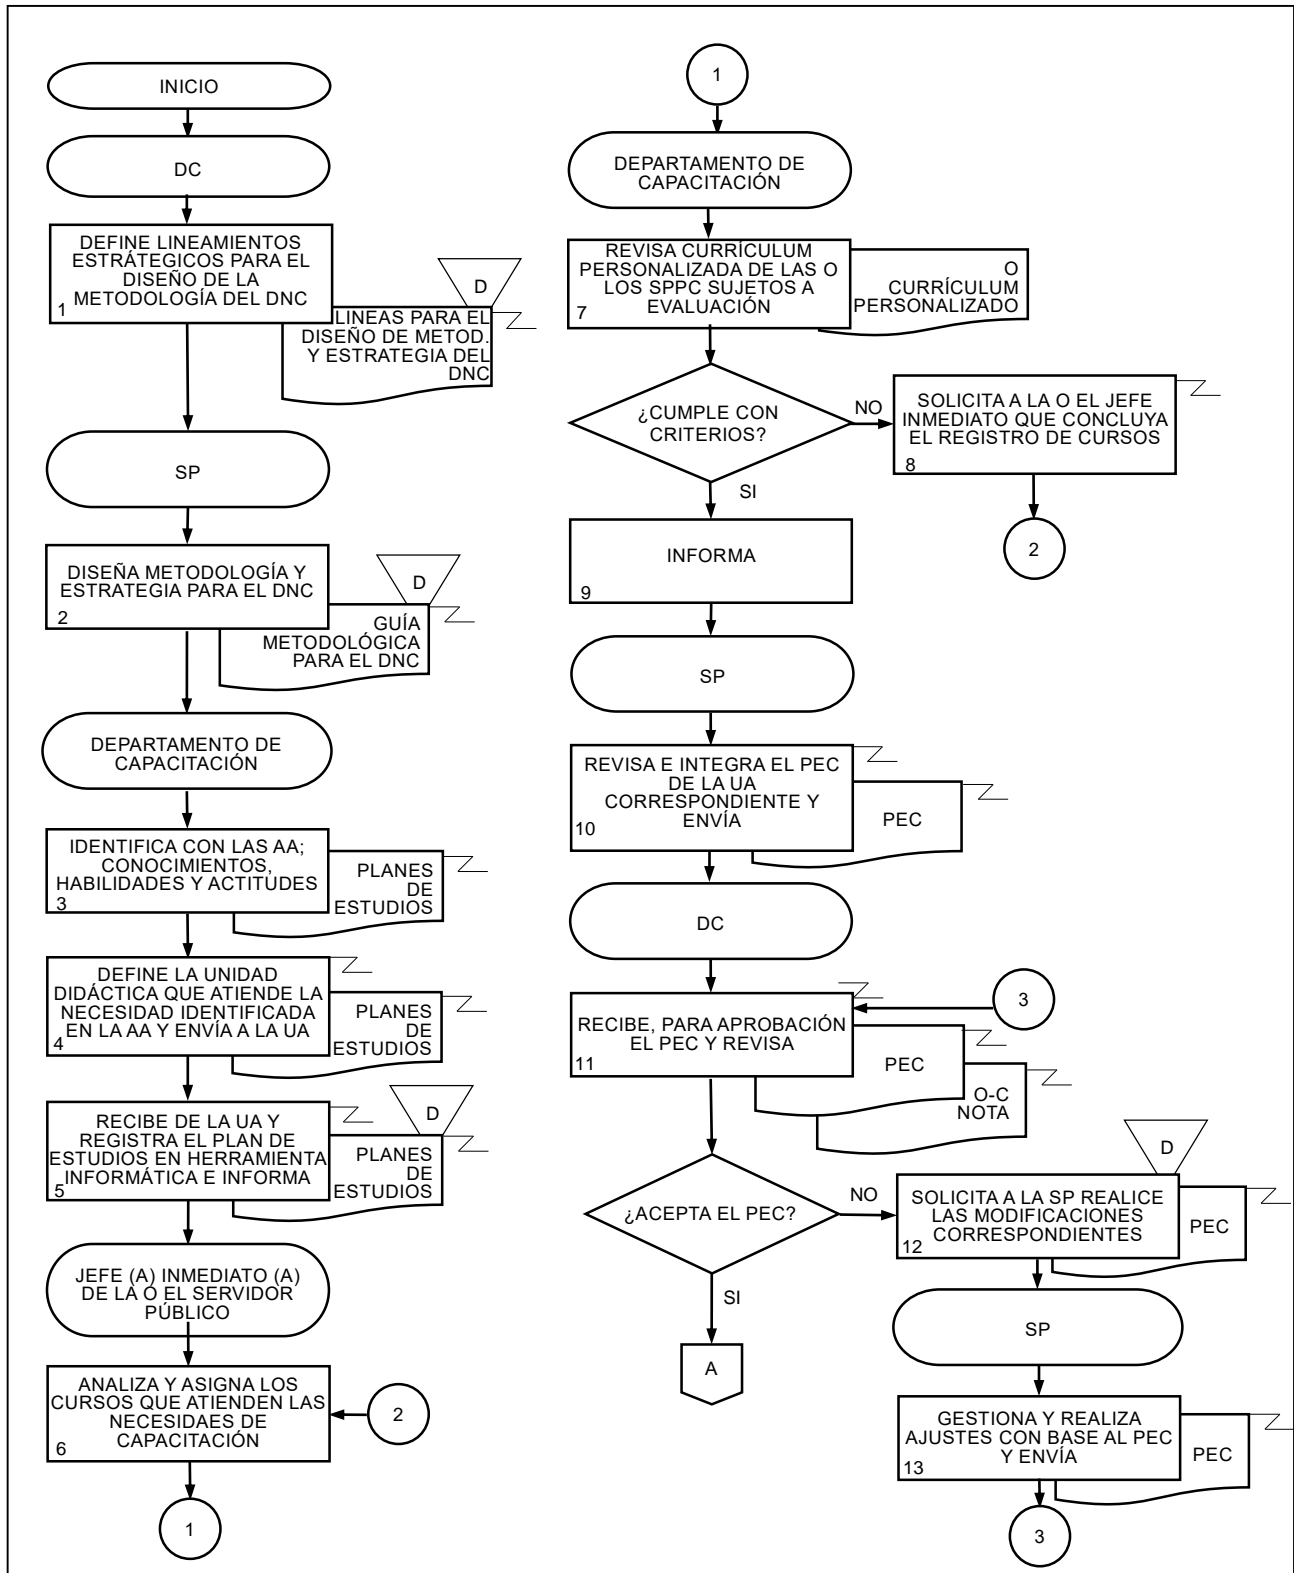 INICIO
DC
DEFINE LINEAMIENTOS
ESTRÁTEGICOS PARA EL
DISEÑO DE LA
METODOLOGÍA DEL DNC
1
D
LINEAS PARA EL
DISEÑO DE METOD.
Y ESTRATEGIA DEL
DNC
SP
DISEÑA METODOLOGÍA Y
ESTRATEGIA PARA EL DNC
2
D
GUÍA
METODOLÓGICA
PARA EL DNC
DEPARTAMENTO DE
CAPACITACIÓN
IDENTIFICA CON LAS AA;
CONOCIMIENTOS,
HABILIDADES Y ACTITUDES
3
PLANES
DE
ESTUDIOS
DEFINE LA UNIDAD
DIDÁCTICA QUE ATIENDE LA
NECESIDAD IDENTIFICADA
EN LA AA Y ENVÍA A LA UA
4
PLANES
DE
ESTUDIOS
RECIBE DE LA UA Y
REGISTRA EL PLAN DE
ESTUDIOS EN HERRAMIENTA
INFORMÁTICA E INFORMA
5
D
PLANES
DE
ESTUDIOS
JEFE (A) INMEDIATO (A)
DE LA O EL SERVIDOR
PÚBLICO
ANALIZA Y ASIGNA LOS
CURSOS QUE ATIENDEN LAS
NECESIDAES DE
CAPACITACIÓN
6
2
1
1
DEPARTAMENTO DE
CAPACITACIÓN
REVISA CURRÍCULUM
PERSONALIZADA DE LAS O
LOS SPPC SUJETOS A
EVALUACIÓN
7
O
CURRÍCULUM
PERSONALIZADO
¿CUMPLE CON
CRITERIOS?
NO
SOLICITA A LA O EL JEFE
INMEDIATO QUE CONCLUYA
EL REGISTRO DE CURSOS
8
2
SI
INFORMA
9
SP
REVISA E INTEGRA EL PEC
DE LA UA
CORRESPONDIENTE Y
ENVÍA
10
PEC
DC
3
RECIBE, PARA APROBACIÓN
EL PEC Y REVISA
11
PEC
O-C
NOTA
¿ACEPTA EL PEC?
NO
D
SOLICITA A LA SP REALICE
LAS MODIFICACIONES
CORRESPONDIENTES
12
PEC
SI
A
SP
GESTIONA Y REALIZA
AJUSTES CON BASE AL PEC
Y ENVÍA
13
PEC
3